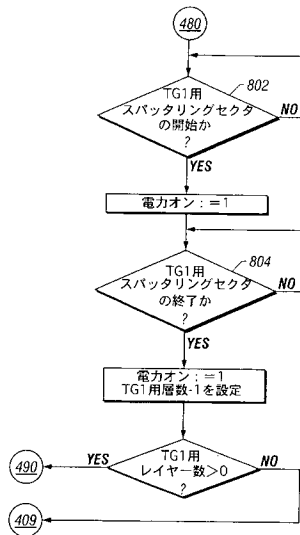 480
802
TG1用
スパッタリングセクタ
の開始か
?
NO
YES
電力オン:=1
804
TG1用
スパッタリングセクタ
の終了か
?
NO
YES
電力オン:=1
TG1用層数-1を設定
TG1用
レイヤー数>0
?
YES
NO
490
409